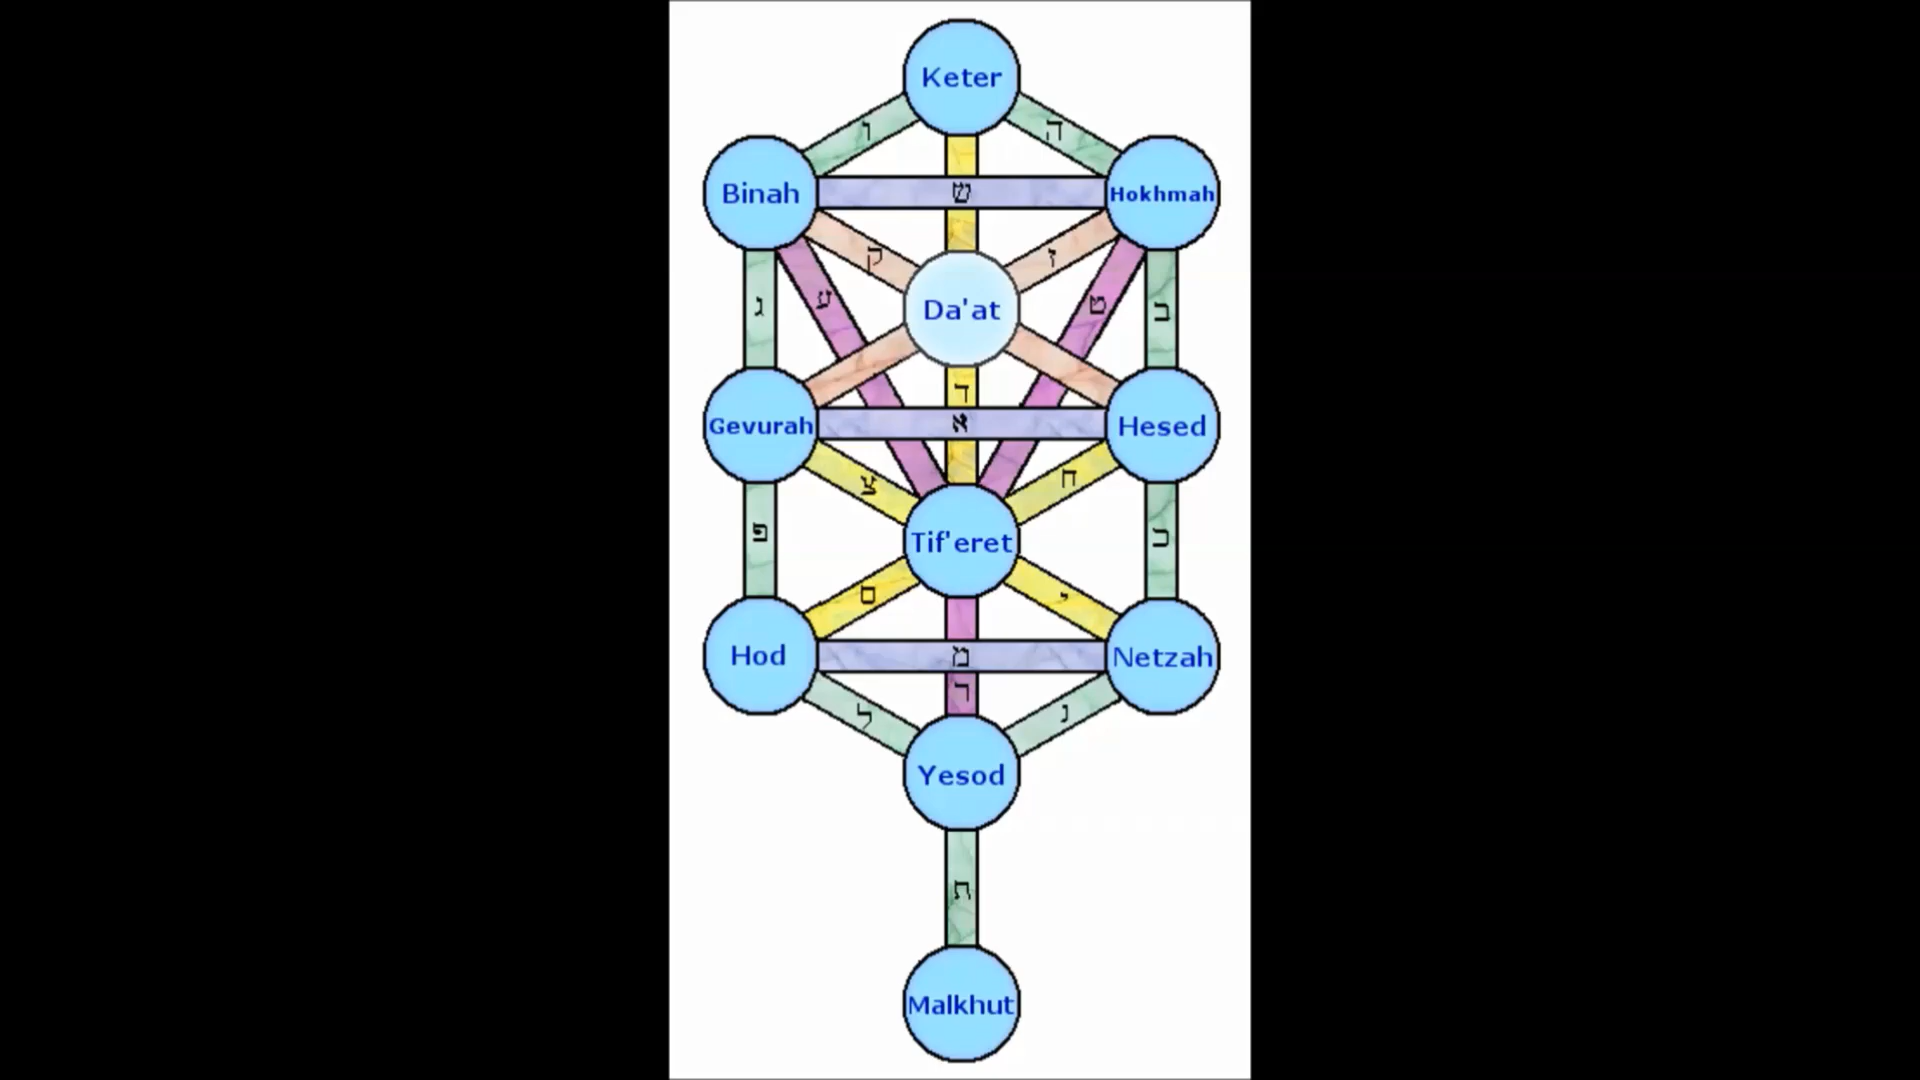 Keter
ו
ה
Binah
ש
Hokhmah
ק
ז
ג
ע
Da'at
ט
ב
ד
Gevurah
א
Hesed
צ
ח
פ
Tif'eret
כ
ס
י
Hod
מ
Netzah
ר
ל
נ
Yesod
ת
Malkhut